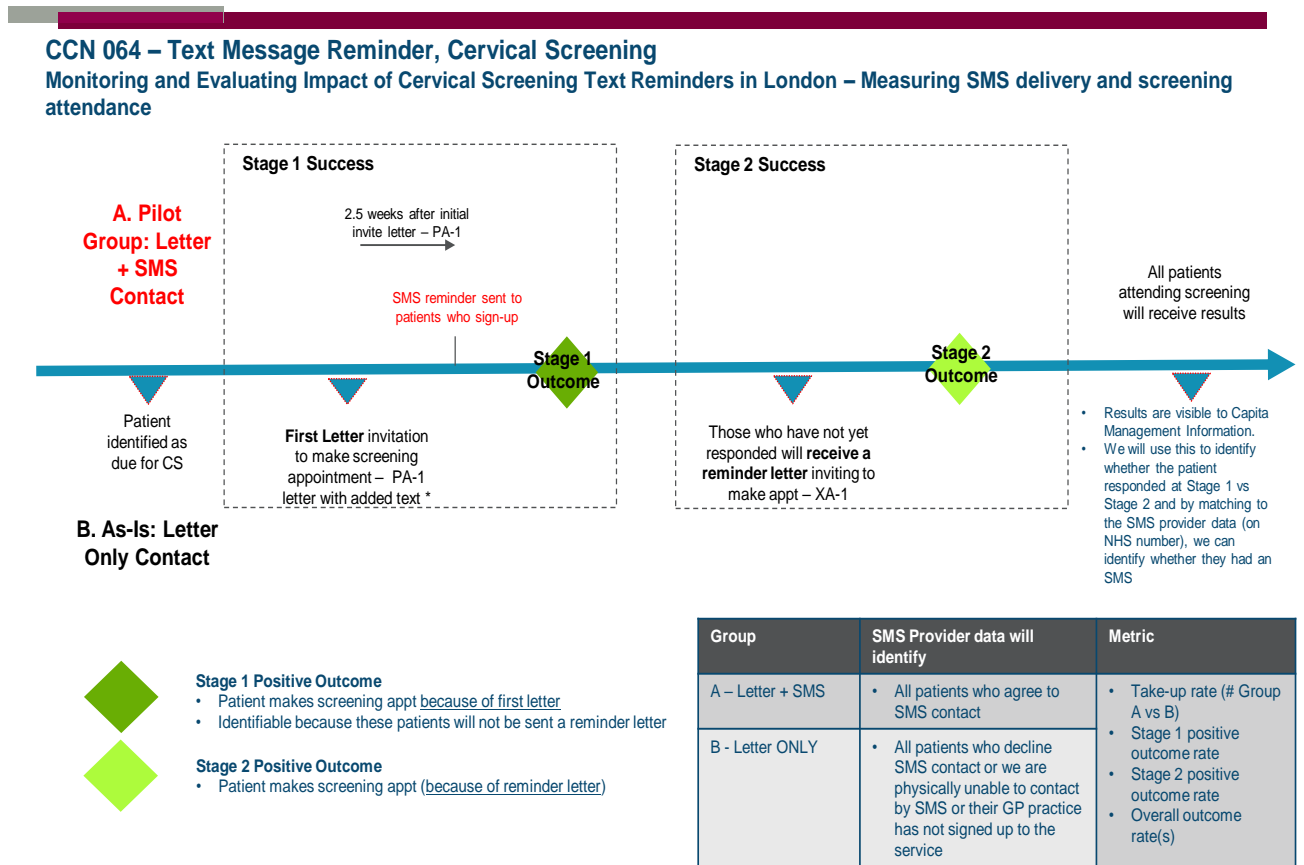 CCN 064 – Text Message Reminder, Cervical Screening
Monitoring and Evaluating Impact of Cervical Screening Text Reminders in London – Measuring SMS delivery and screening
attendance
Stage 1 Success
Stage 2 Success
A. Pilot
Group: Letter
+ SMS
Contact
2.5 weeks after initial
invite letter – PA-1
SMS reminder sent to
patients who sign-up
All patients
attending screening
will receive results
Stage 1
Outcome
Stage 2
Outcome
Patient
identified as
due for CS
First Letter invitation
to make screening
appointment – PA-1
letter with added text *
Those who have not yet
responded will receive a
reminder letter inviting to
make appt – XA-1
• Results are visible to Capita
Management Information.
• We will use this to identify
whether the patient
responded at Stage 1 vs
Stage 2 and by matching to
the SMS provider data (on
NHS number), we can
identify whether they had an
SMS
B. As-Is: Letter
Only Contact
Stage 1 Positive Outcome
• Patient makes screening appt because of first letter
• Identifiable because these patients will not be sent a reminder letter
Stage 2 Positive Outcome
• Patient makes screening appt (because of reminder letter)
Group
SMS Provider data will
identify
Metric
A – Letter + SMS
• All patients who agree to
SMS contact
• Take-up rate (# Group
A vs B)
• Stage 1 positive
outcome rate
• Stage 2 positive
outcome rate
• Overall outcome
rate(s)
B - Letter ONLY
• All patients who decline
SMS contact or we are
physically unable to contact
by SMS or their GP practice
has not signed up to the
service